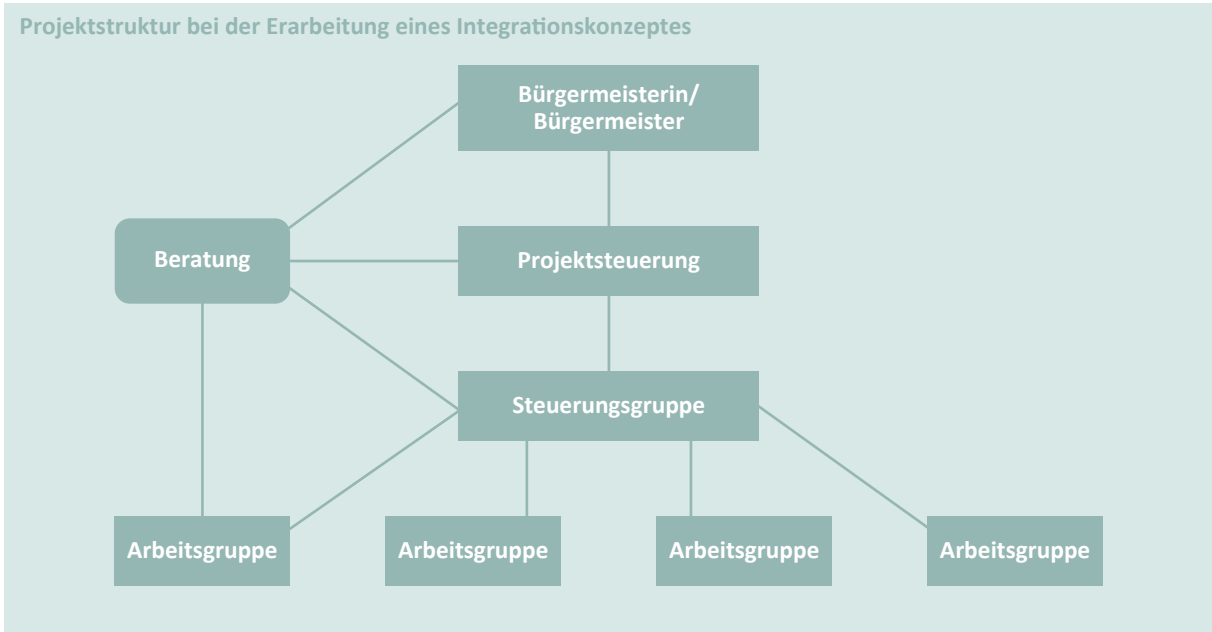 Projektstruktur bei der Erarbeitung eines Integrationskonzeptes
Bürgermeisterin/
Bürgermeister
Beratung
Projektsteuerung
Steuerungsgruppe
Arbeitsgruppe
Arbeitsgruppe
Arbeitsgruppe
Arbeitsgruppe